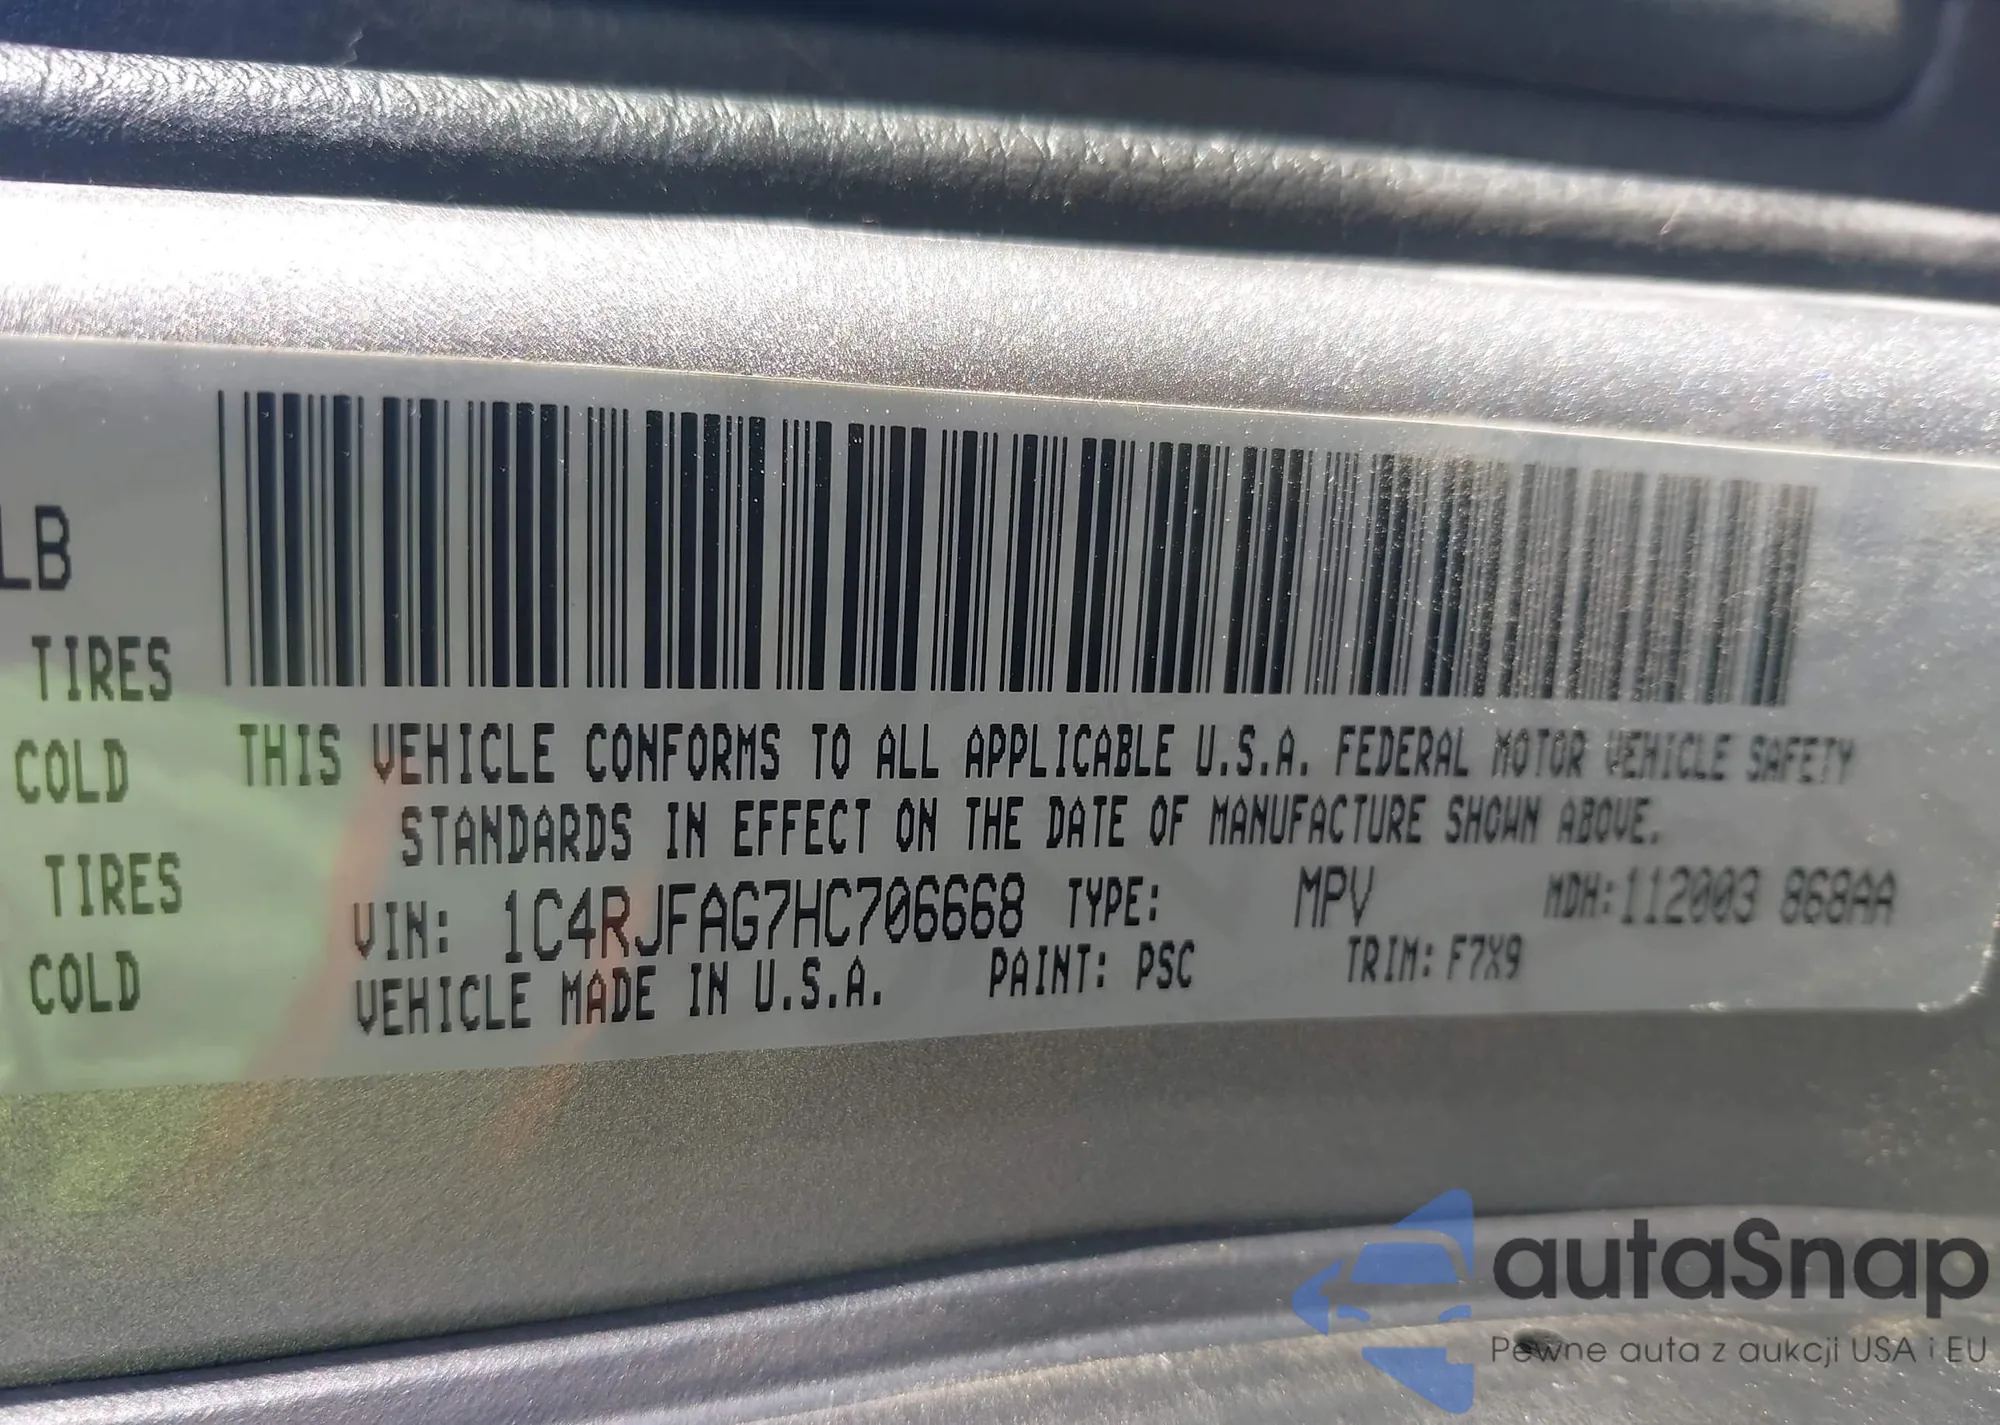 LB
TIRES
COLD
TIRES
COLD
THIS VEHICLE CONFORMS TO ALL APPLICABLE U.S.A. FEDERAL MOTOR VEHICLE SAFETY
STANDARDS IN EFFECT ON THE DATE OF MANUFACTURE SHOWN ABOVE.
VIN: 1C4RJFAG7HC706668 TYPE: MPV MDH:112003 868AA
VEHICLE MADE IN U.S.A. PAINT: PSC TRIM: F7X9
autaSnap
Pewne auta z aukcji USA i EU